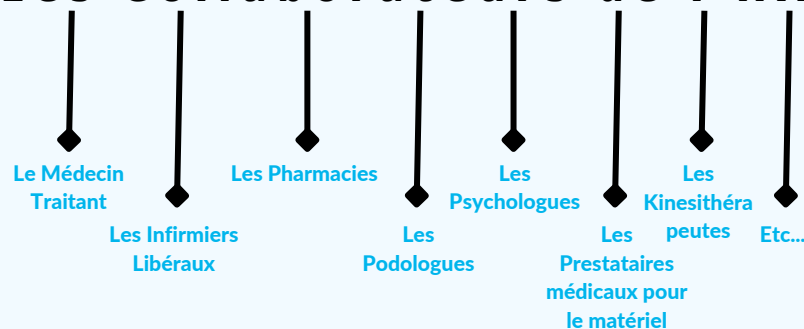 Le Médecin
Traitant
Les Infirmiers
Libéraux
Les Pharmacies
Les
Podologues
Les
Psychologues
Les
Prestataires
médicaux pour
le matériel
Les
Kinesithéra
peutes
Etc...